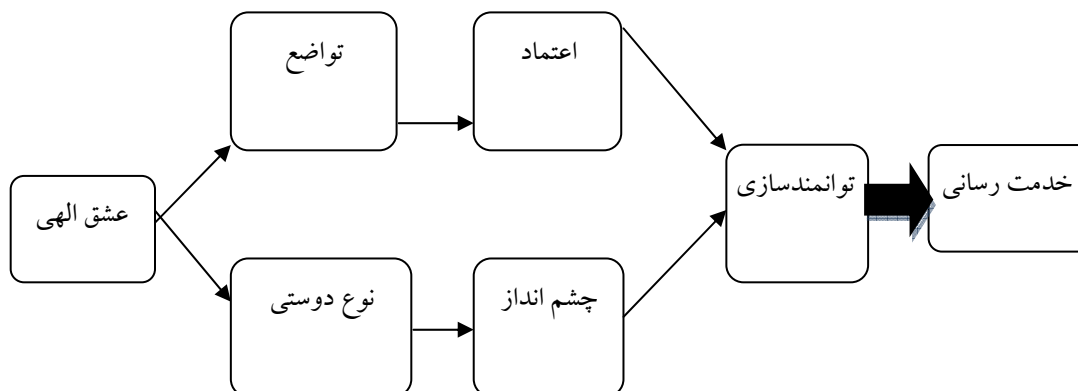 تواضع
اعتماد
عشق الهی
توانمندسازی
خدمت رسانی
نوع دوستی
چشم انداز